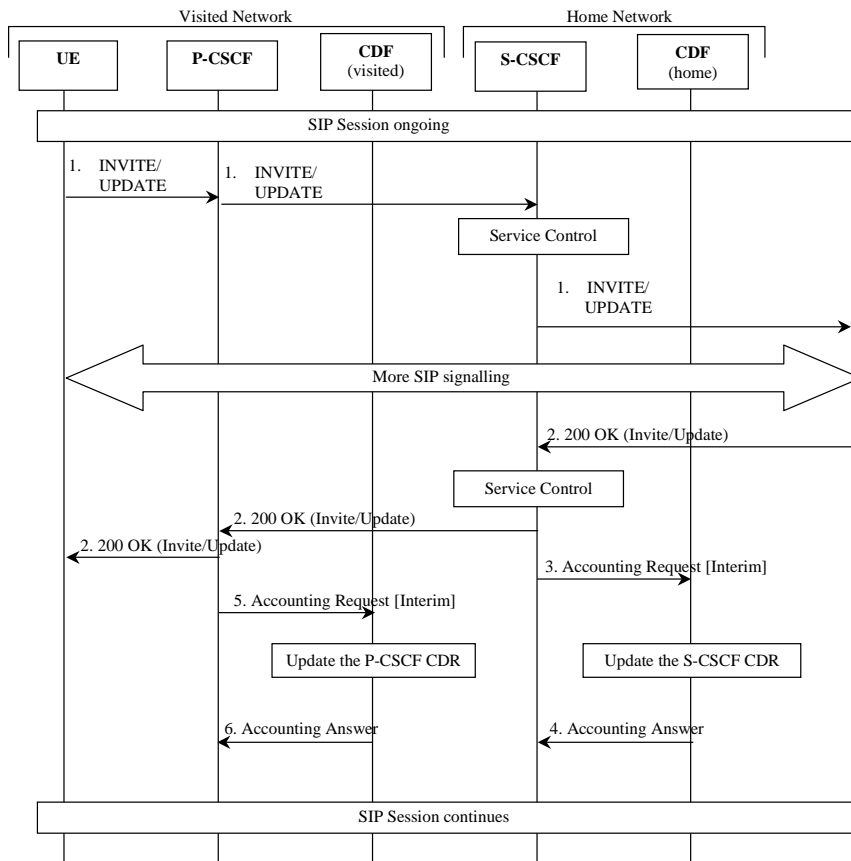 Visited Network
Home Network
UE
P-CSCF
CDF
(visited)
S-CSCF
CDF
(home)
SIP Session ongoing
1. INVITE/
UPDATE
1. INVITE/
UPDATE
Service Control
1. INVITE/
UPDATE
More SIP signalling
2. 200 OK (Invite/Update)
Service Control
2. 200 OK (Invite/Update)
2. 200 OK (Invite/Update)
3. Accounting Request [Interim]
5. Accounting Request [Interim]
Update the P-CSCF CDR
Update the S-CSCF CDR
6. Accounting Answer
4. Accounting Answer
SIP Session continues